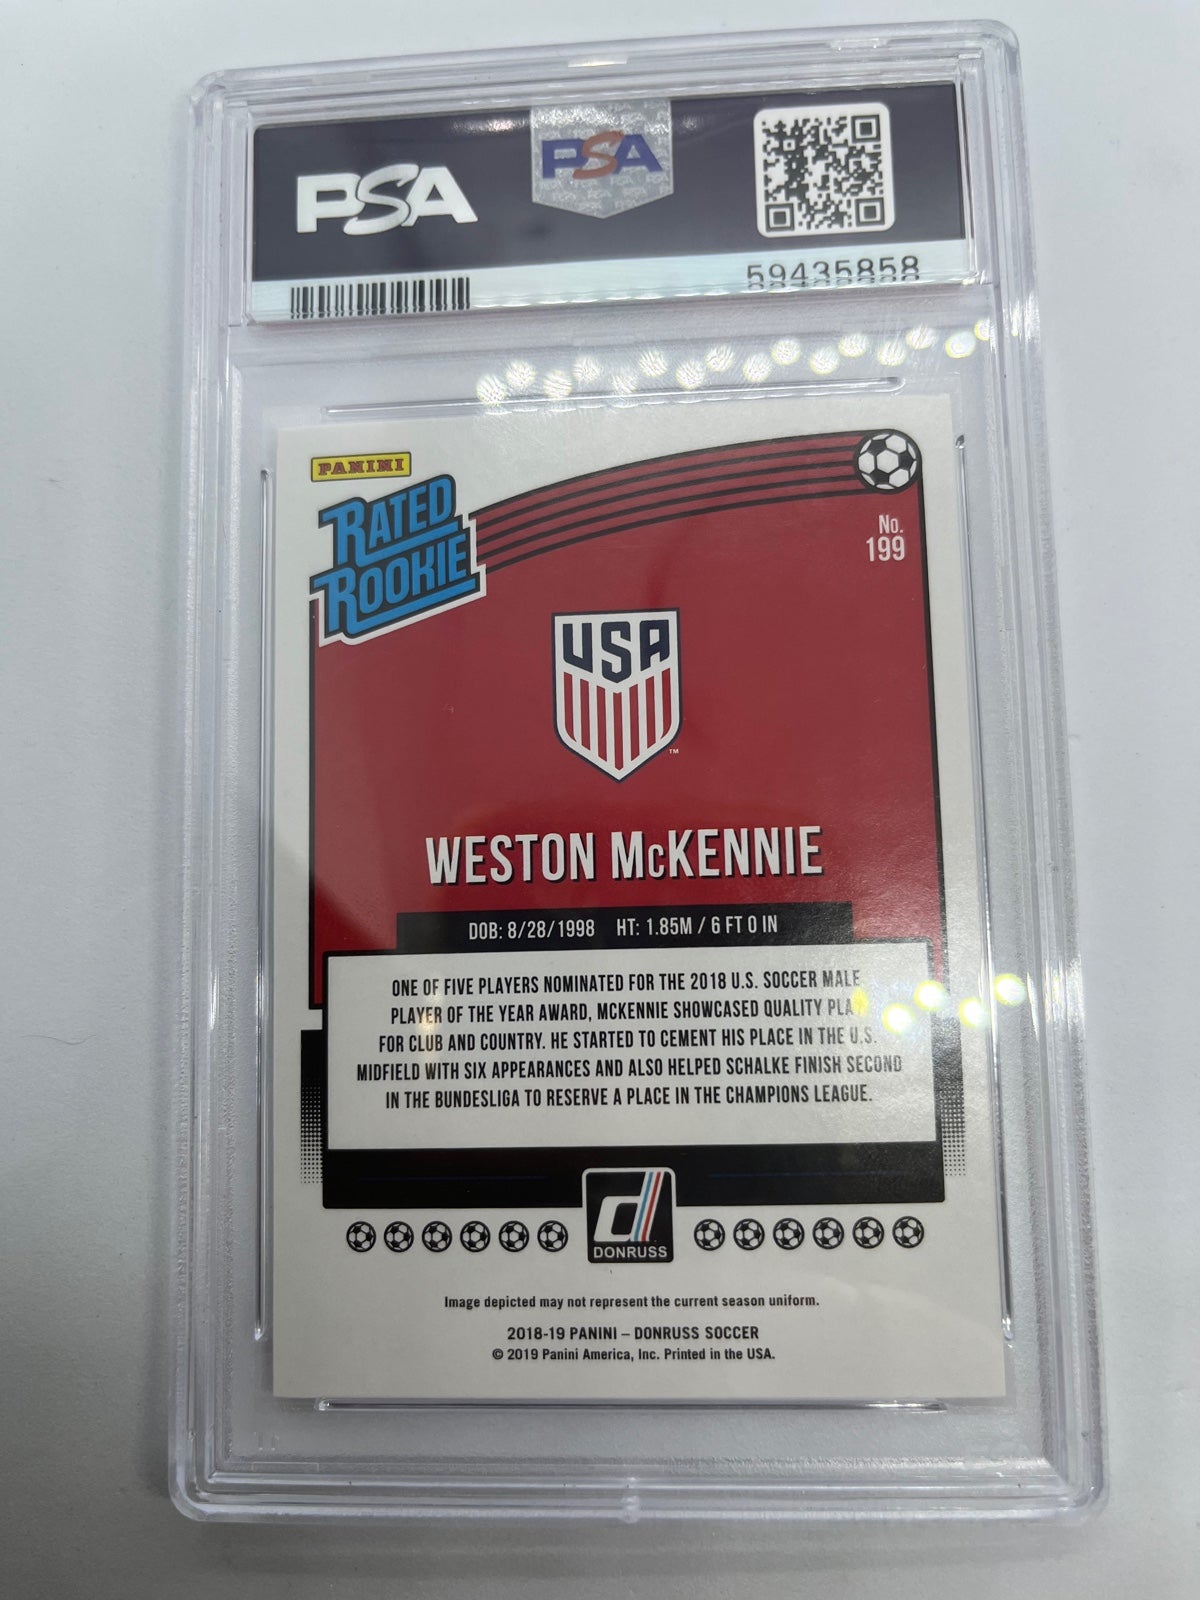 PSA
PSA
59435858
PANINI
RATED
ROOKIE
No.
199
USA
™
WESTON McKENNIE
DOB: 8/28/1998 HT: 1.85M / 6 FT 0 IN
ONE OF FIVE PLAYERS NOMINATED FOR THE 2018 U.S. SOCCER MALE
PLAYER OF THE YEAR AWARD, MCKENNIE SHOWCASED QUALITY PLAY
FOR CLUB AND COUNTRY. HE STARTED TO CEMENT HIS PLACE IN THE U.S.
MIDFIELD WITH SIX APPEARANCES AND ALSO HELPED SCHALKE FINISH SECOND
IN THE BUNDESLIGA TO RESERVE A PLACE IN THE CHAMPIONS LEAGUE.
d
DONRUSS
Image depicted may not represent the current season uniform.
2018-19 PANINI – DONRUSS SOCCER
© 2019 Panini America, Inc. Printed in the USA.